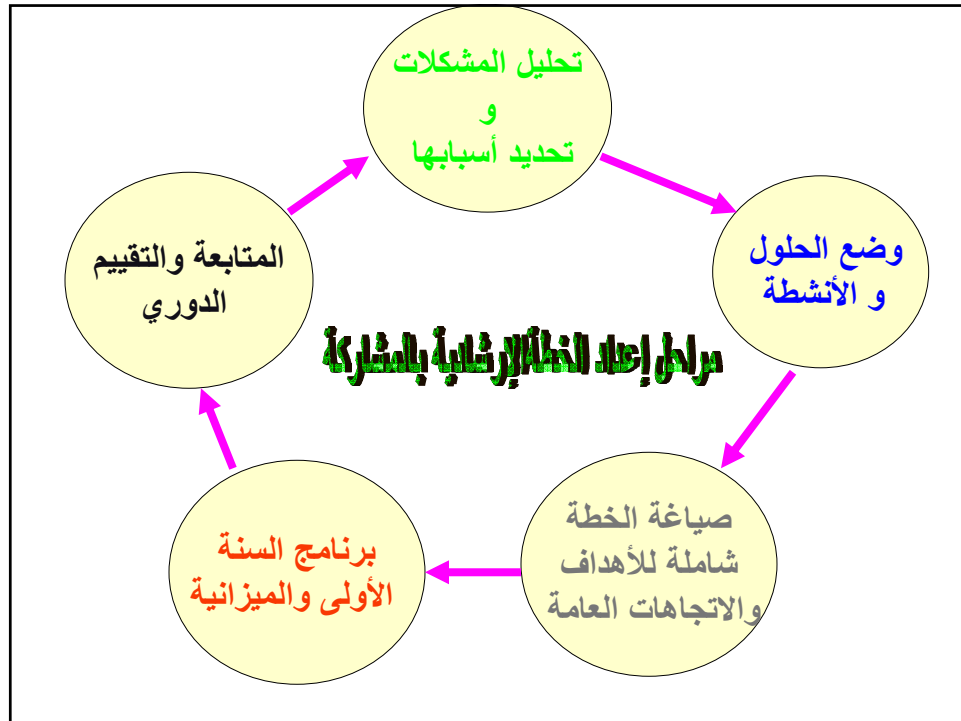 تحليل المشكلات
و
تحديد أسبابها
وضع الحلول
و الأنشطة
صياغة الخطة
شاملة للأهداف
والاتجاهات العامة
برنامج السنة
الأولى والميزانية
المتابعة والتقييم
الدوري
مراحل إعداد الخطة الإرشادية بالمشاركة